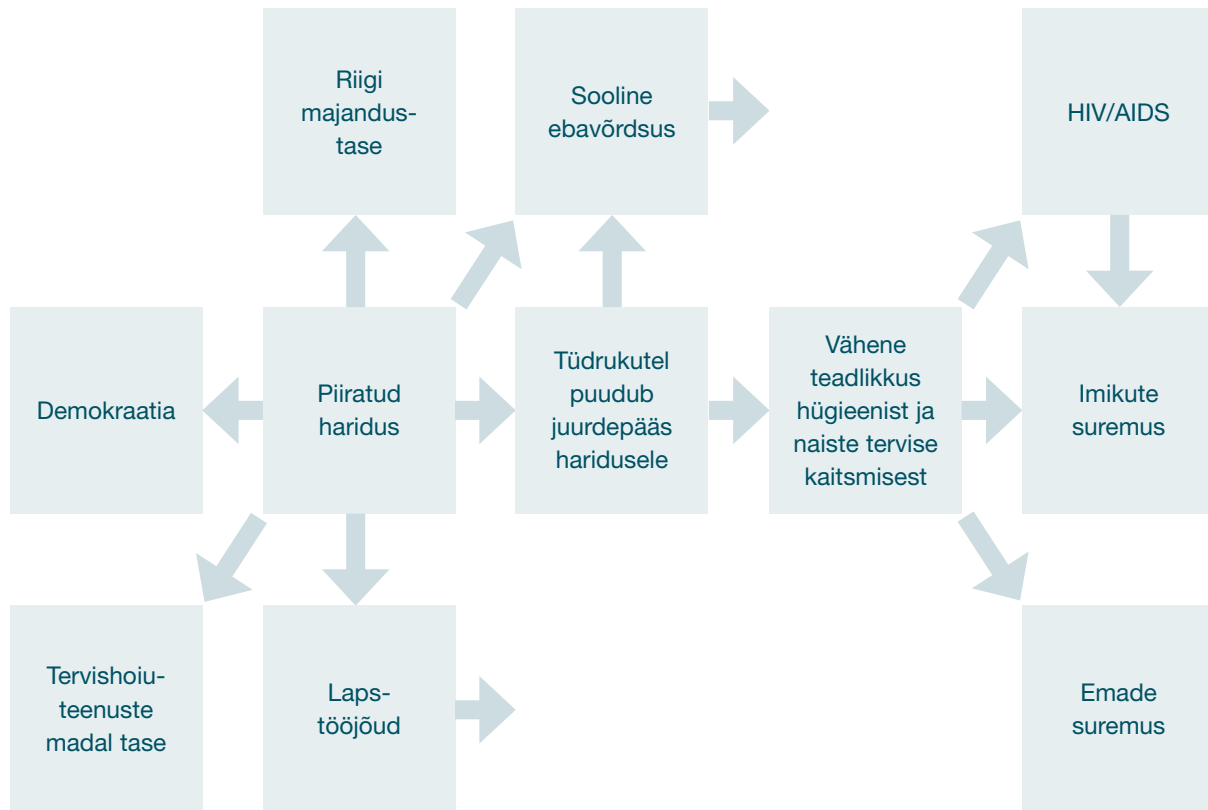 Riigi
majandus-
tase
Sooline
ebavõrdsus
HIV/AIDS
Demokraatia
Piiratud
haridus
Tüdrukutel
puudub
juurdepääs
haridusele
Vähene
teadlikkus
hügieenist ja
naiste tervise
kaitsmisest
Imikute
suremus
Tervishoiu-
teenuste
madal tase
Laps-
tööjõud
Emade
suremus